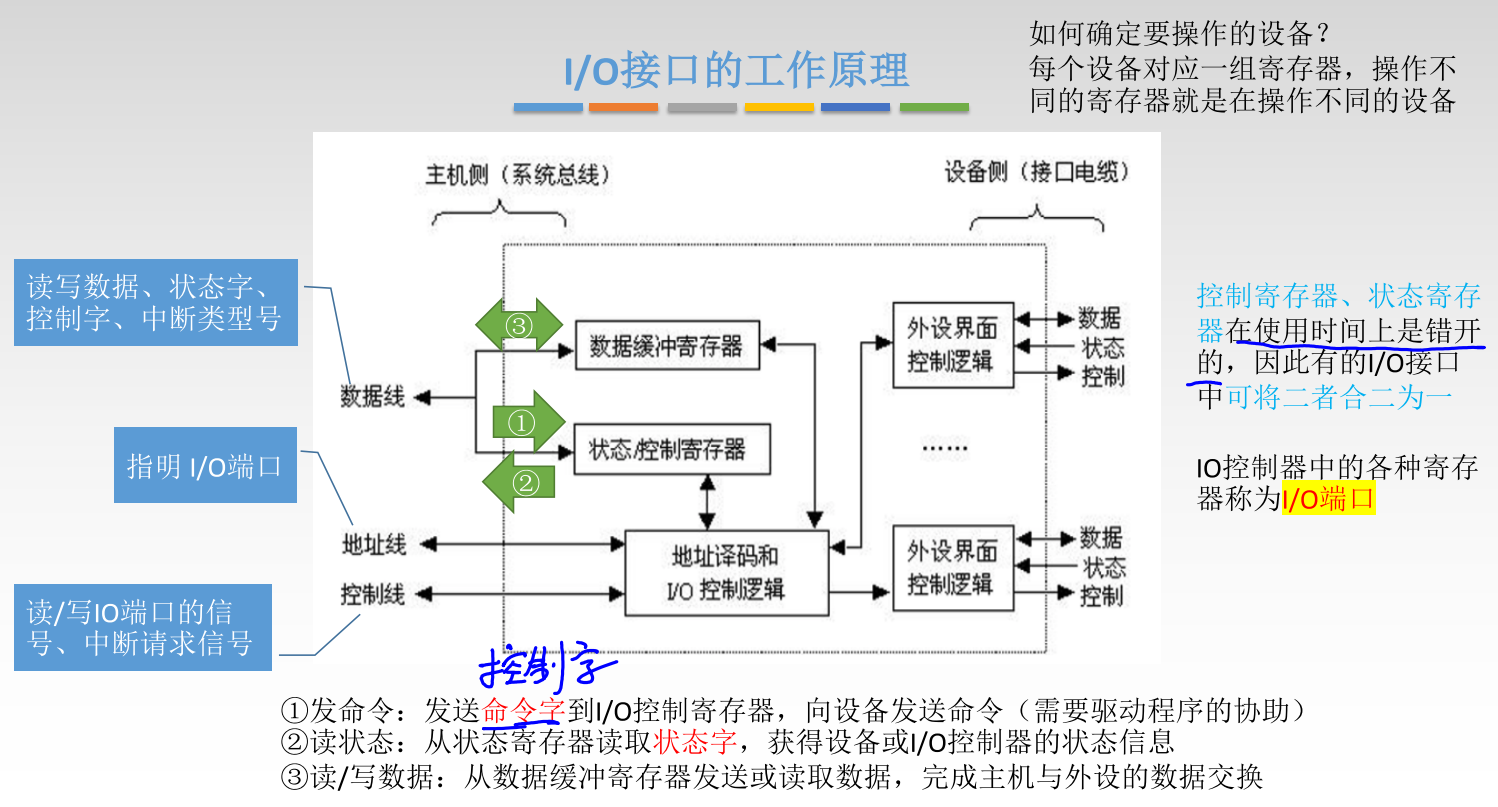 如何确定要操作的设备？
每个设备对应一组寄存器，操作不
同的寄存器就是在操作不同的设备
I/O接口的工作原理
主机侧（系统总线）
设备侧（接口电缆）
读写数据、状态字、
控制字、中断类型号
③
数据缓冲寄存器
外设界面
控制逻辑
数据
状态
控制
控制寄存器、状态寄存
器在使用时间上是错开
的，因此有的I/O接口
中可将二者合二为一
数据线
①
状态/控制寄存器
……
指明 I/O端口
②
IO控制器中的各种寄存
器称为I/O端口
地址线
地址译码和
I/O 控制逻辑
外设界面
控制逻辑
数据
状态
控制
控制线
读/写IO端口的信
号、中断请求信号
控制字
①发命令：发送命令字到I/O控制寄存器，向设备发送命令（需要驱动程序的协助）
②读状态：从状态寄存器读取状态字，获得设备或I/O控制器的状态信息
③读/写数据：从数据缓冲寄存器发送或读取数据，完成主机与外设的数据交换